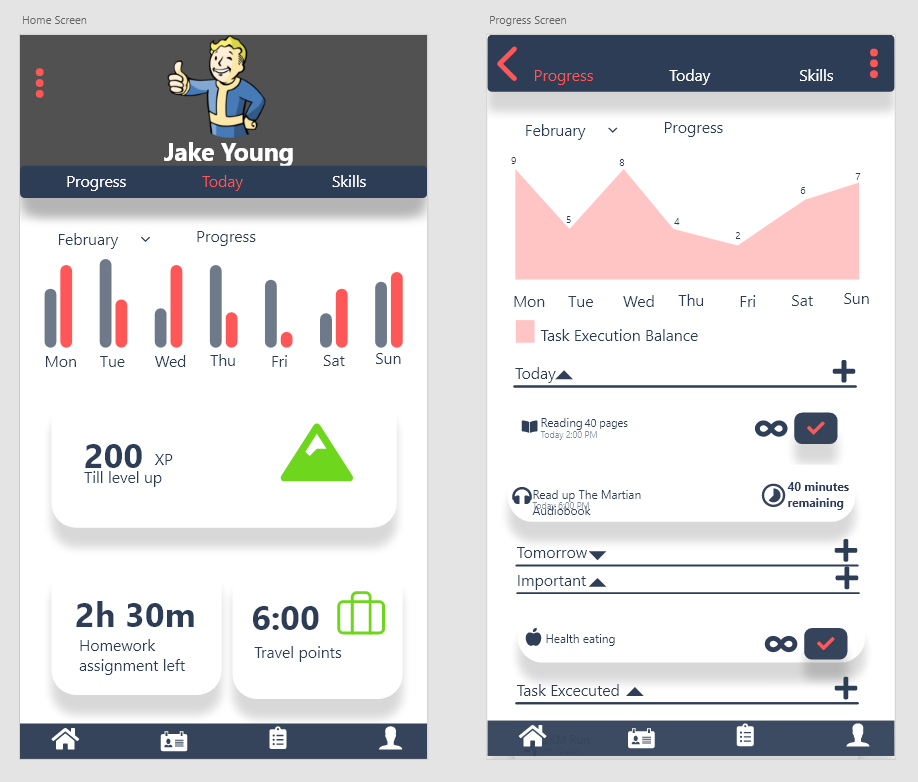 Home Screen
Jake Young
Progress Today Skills
February Progress
Mon Tue Wed Thu Fri Sat Sun
200 XP
Till level up
2h 30m
Homework
assignment left
6:00
Travel points
Progress Screen
Progress Today Skills
February Progress
9 5 8 4 2 6 7
Mon Tue Wed Thu Fri Sat Sun
Task Execution Balance
Today
Reading 40 pages
Today 2:00 PM
Read up The Martian
Today 6:00 PM
Audiobook
40 minutes
remaining
Tomorrow
Important
Health eating
Task Excecuted